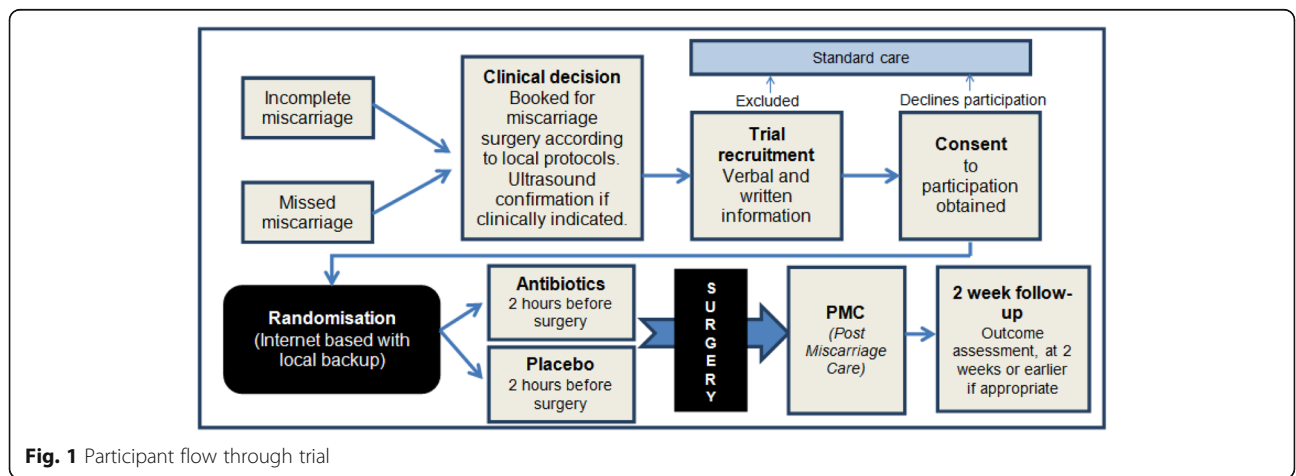 Standard care
Incomplete
miscarriage
Missed
miscarriage
Clinical decision
Booked for
miscarriage
surgery according
to local protocols.
Ultrasound
confirmation if
clinically indicated.
Excluded
Declines participation
Trial
recruitment
Verbal and
written
information
Consent
to
participation
obtained
Randomisation
(Internet based with
local backup)
Antibiotics
2 hours before
surgery
Placebo
2 hours before
surgery
S
U
R
G
E
R
Y
PMC
(Post
Miscarriage
Care)
2 week follow-
up
Outcome
assessment, at 2
weeks or earlier
if appropriate
Fig. 1 Participant flow through trial